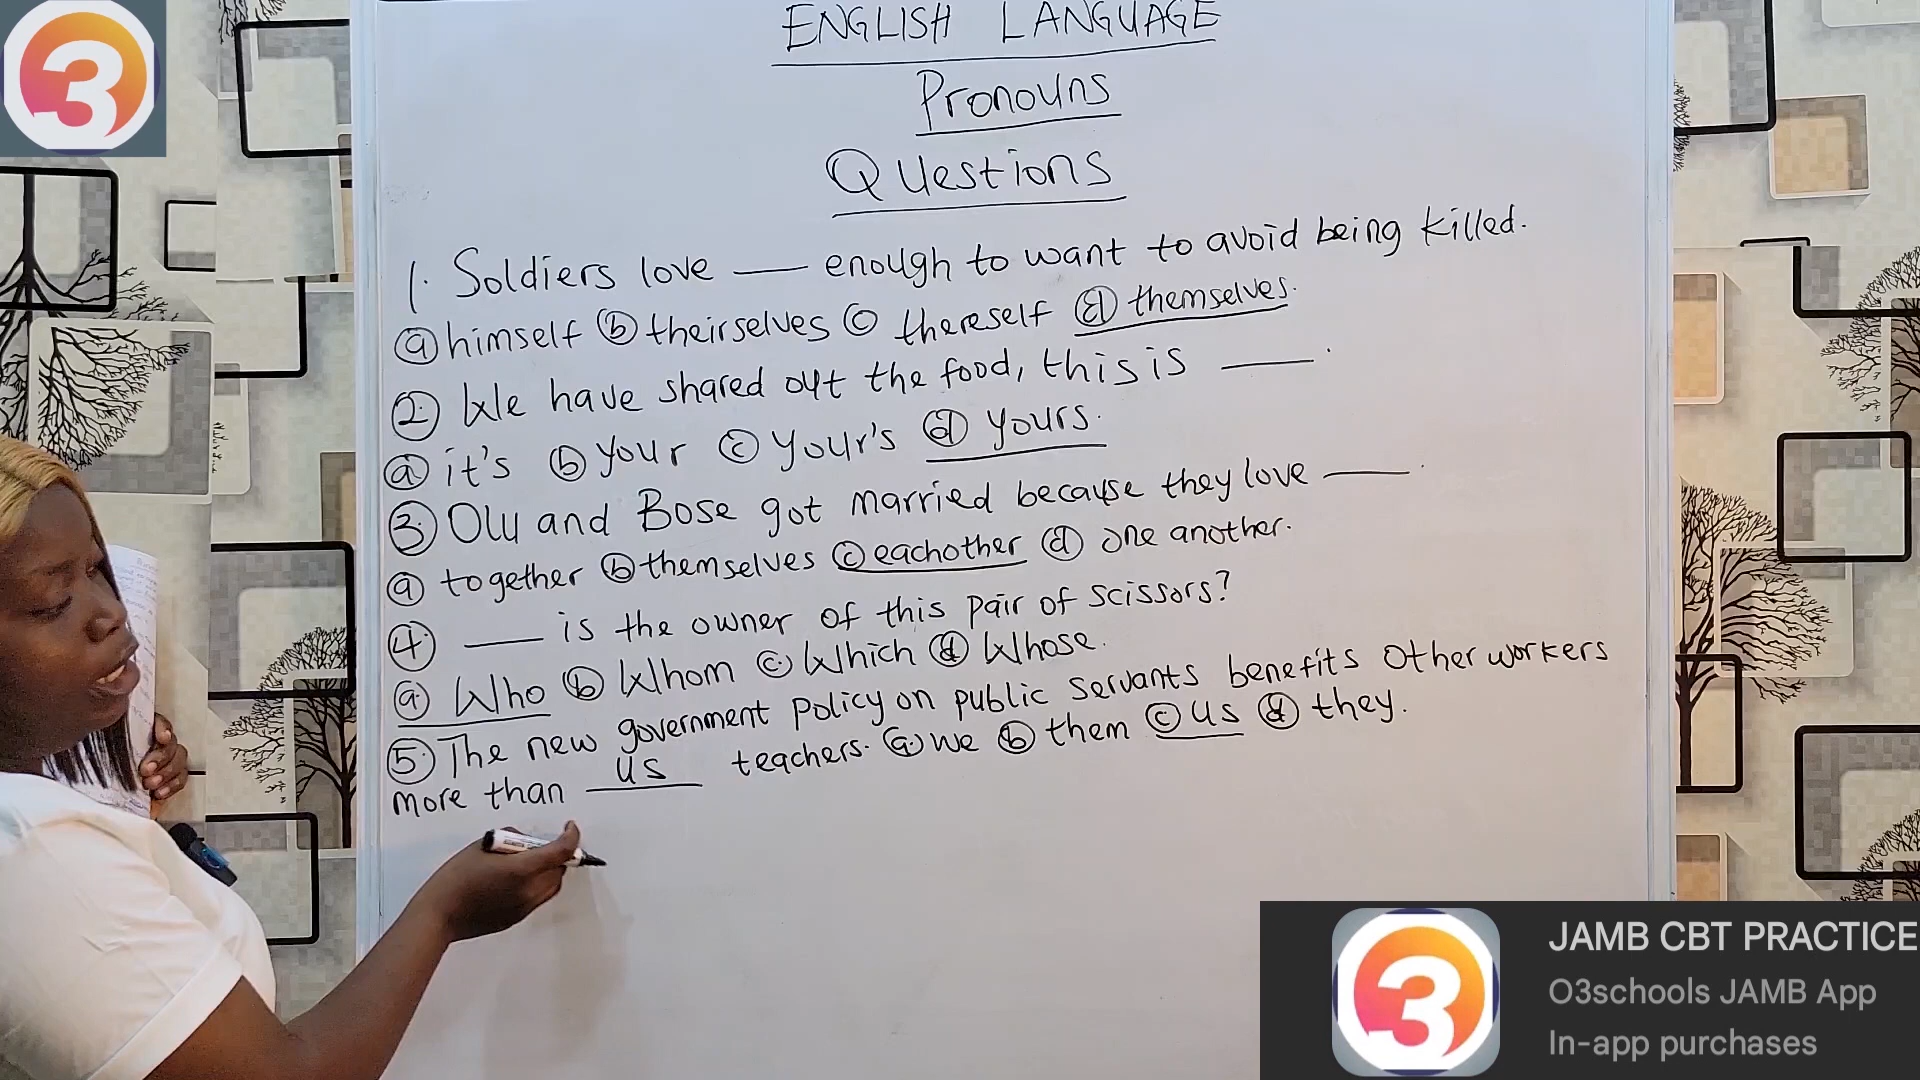 3
ENGLISH LANGUAGE
Pronouns
Questions
1. Soldiers love ___ enough to want to avoid being killed.
(a) himself (b) theirselves (c) thereself (d) themselves.
(2) We have shared out the food, this is ___.
(a) it's (b) your (c) your's (d) yours.
(3) Olu and Bose got married because they love ___.
(a) together (b) themselves (c) eachother (d) one another.
(4) ___ is the owner of this pair of scissors?
(a) Who (b) Whom (c) Which (d) Whose.
(5) The new government policy on public servants benefits other workers
more than us teachers. (a) we (b) them (c) us (d) they.
3
JAMB CBT PRACTICE
O3schools JAMB App
In-app purchases